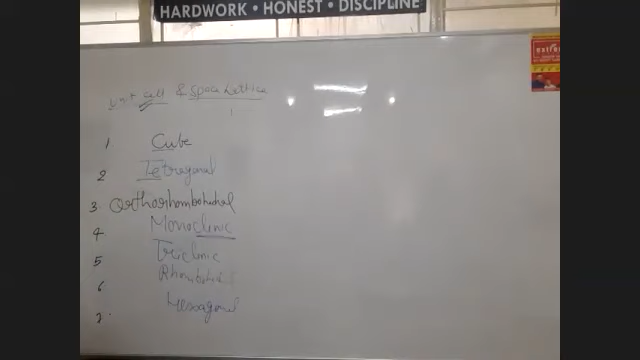 HARDWORK • HONEST • DISCIPLINE
Unit cell & Space Lattice
1 Cube
2 Tetragonal
3. Orthorhombohedral
4 Monoclinic
5 Triclinic
6 Rhombohedral
Hexagonal